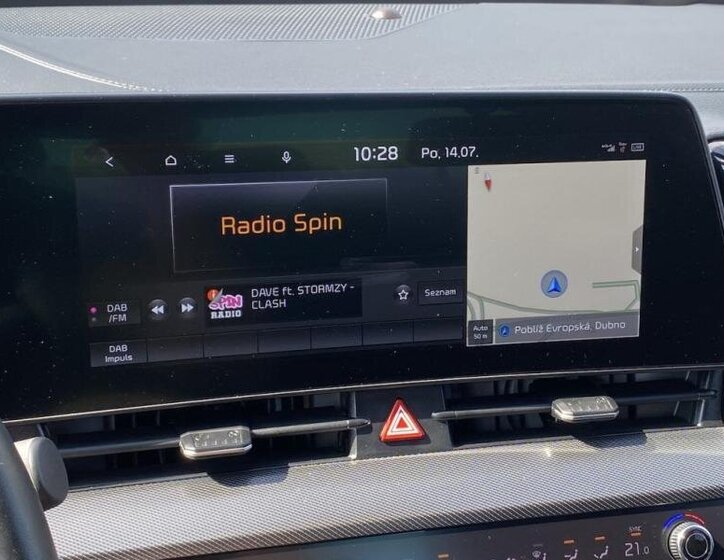 10:28 Po, 14.07.
Radio Spin
DAB
/FM
SPIN
RADIO
DAVE ft. STORMZY -
CLASH
Seznam
DAB
Impuls
Auto
50 m
Poblíž Evropská, Dubno
SYNC
21.0